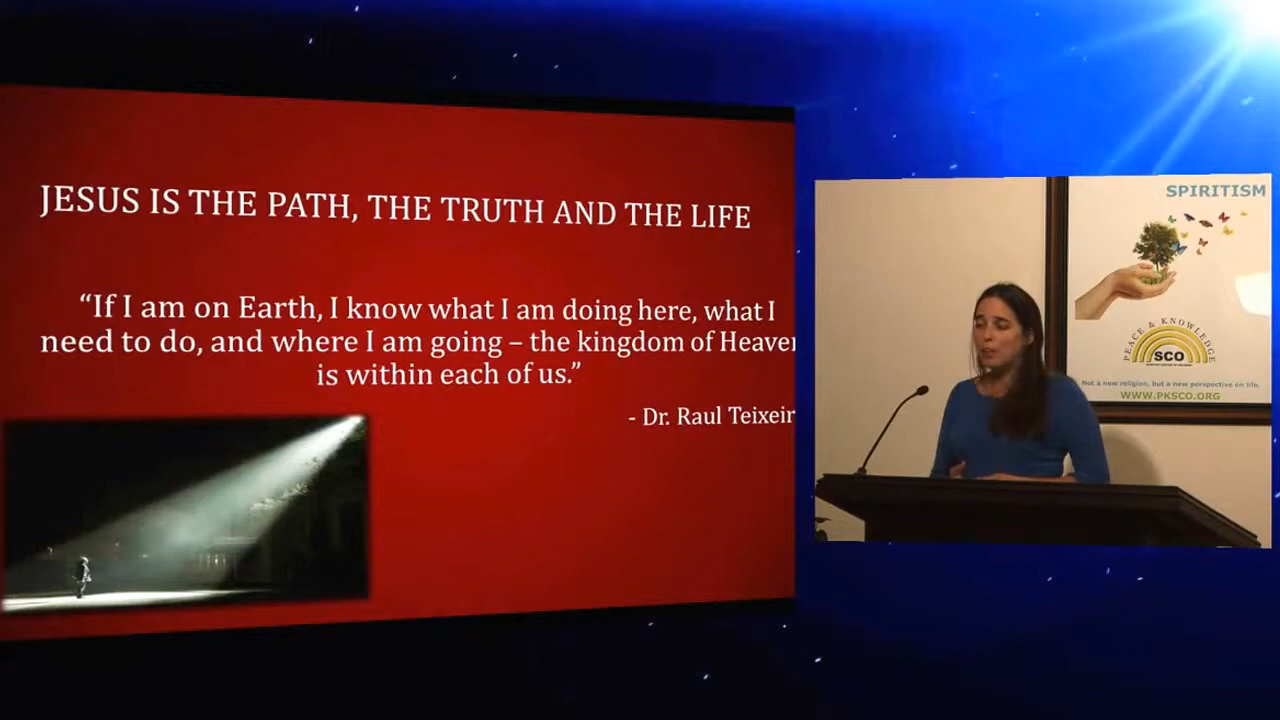 JESUS IS THE PATH, THE TRUTH AND THE LIFE
“If I am on Earth, I know what I am doing here, what I
need to do, and where I am going – the kingdom of Heaven
is within each of us.”
- Dr. Raul Teixeir
SPIRITISM
PEACE & KNOWLEDGE
SCO
Not a new religion, but a new perspective on life.
WWW.PKSCO.ORG